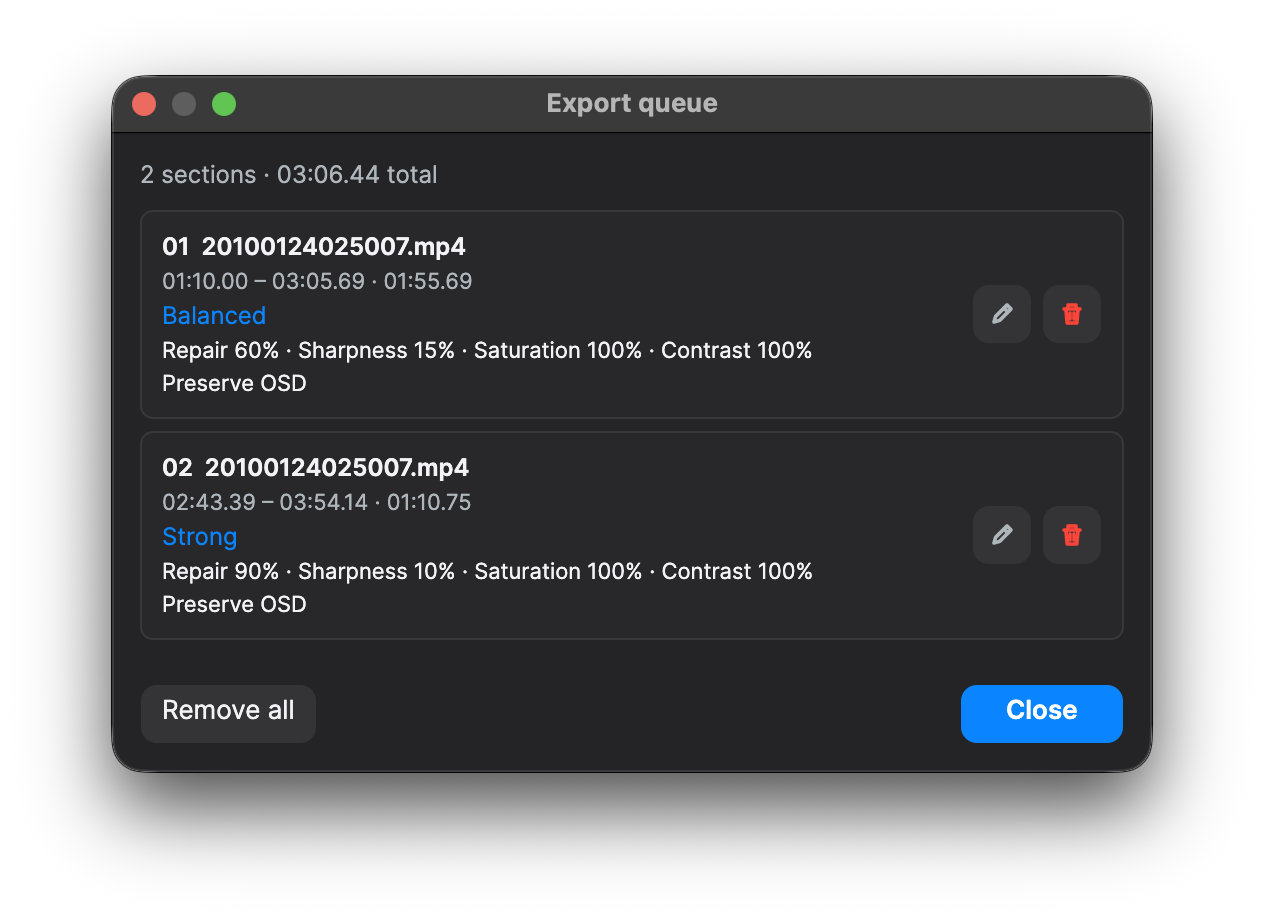 Export queue
2 sections · 03:06.44 total
01 20100124025007.mp4
01:10.00 – 03:05.69 · 01:55.69
Balanced
Repair 60% · Sharpness 15% · Saturation 100% · Contrast 100%
Preserve OSD
02 20100124025007.mp4
02:43.39 – 03:54.14 · 01:10.75
Strong
Repair 90% · Sharpness 10% · Saturation 100% · Contrast 100%
Preserve OSD
Remove all
Close